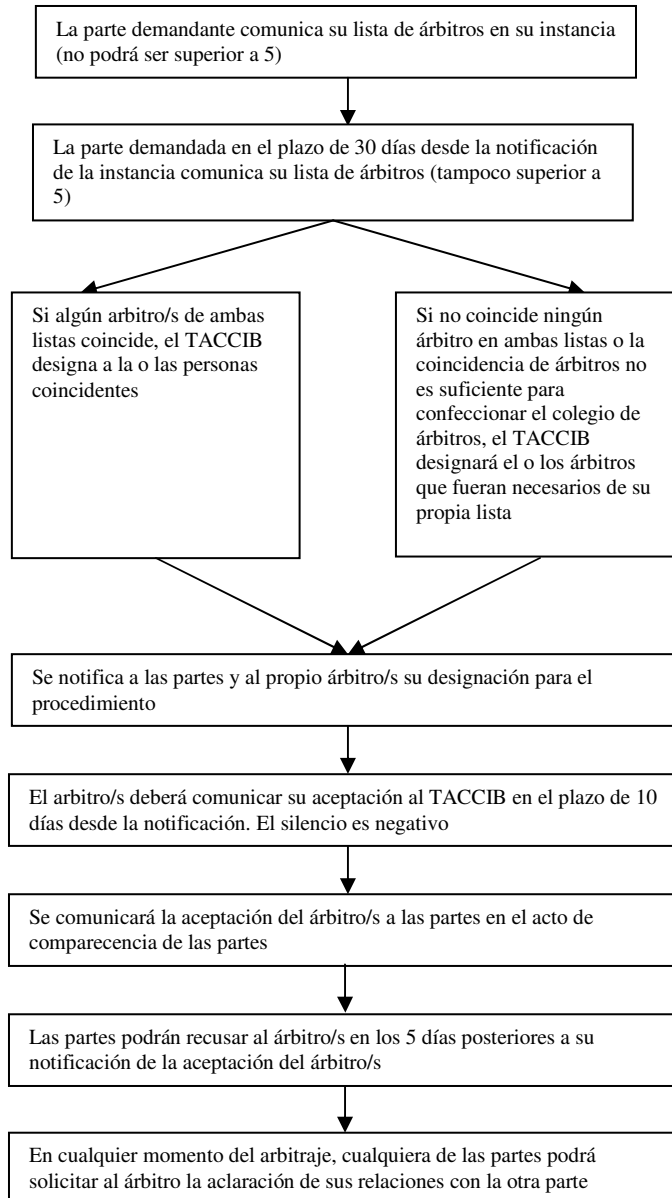 La parte demandante comunica su lista de árbitros en su instancia
(no podrá ser superior a 5)
La parte demandada en el plazo de 30 días desde la notificación
de la instancia comunica su lista de árbitros (tampoco superior a
5)
Si algún arbitro/s de ambas
listas coincide, el TACCIB
designa a la o las personas
coincidentes
Si no coincide ningún
árbitro en ambas listas o la
coincidencia de árbitros no
es suficiente para
confeccionar el colegio de
árbitros, el TACCIB
designará el o los árbitros
que fueran necesarios de su
propia lista
Se notifica a las partes y al propio árbitro/s su designación para el
procedimiento
El arbitro/s deberá comunicar su aceptación al TACCIB en el plazo de 10
días desde la notificación. El silencio es negativo
Se comunicará la aceptación del árbitro/s a las partes en el acto de
comparecencia de las partes
Las partes podrán recusar al árbitro/s en los 5 días posteriores a su
notificación de la aceptación del árbitro/s
En cualquier momento del arbitraje, cualquiera de las partes podrá
solicitar al árbitro la aclaración de sus relaciones con la otra parte